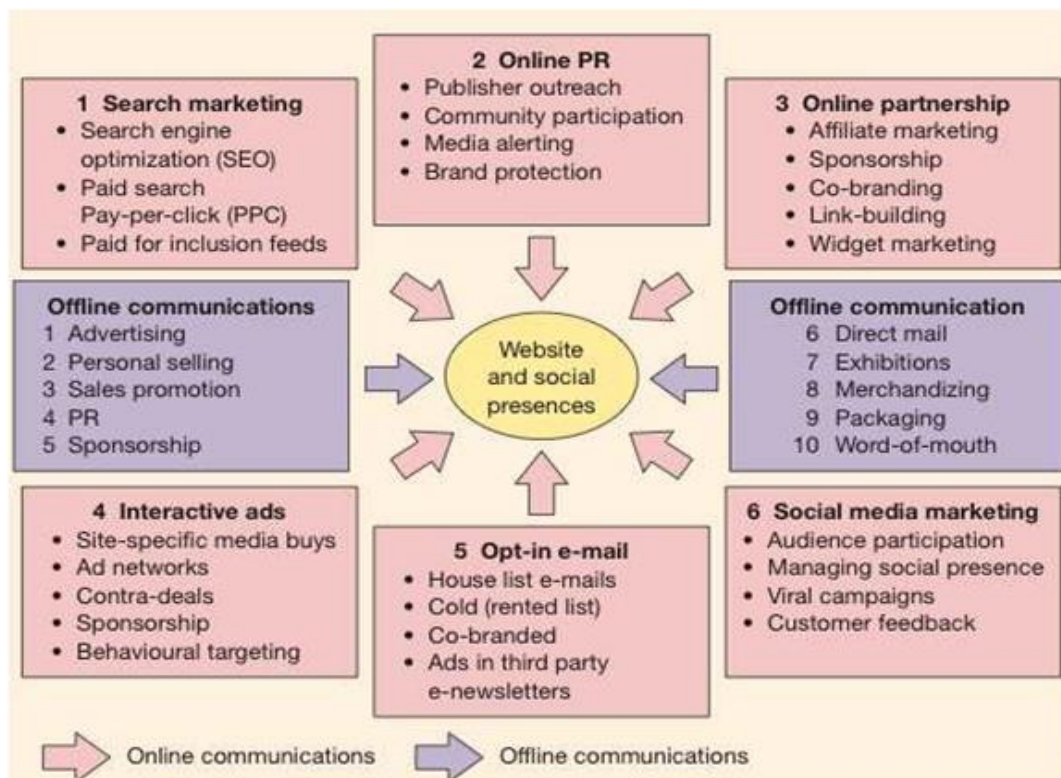 1 Search marketing
• Search engine
optimization (SEO)
• Paid search
Pay-per-click (PPC)
• Paid for inclusion feeds
2 Online PR
• Publisher outreach
• Community participation
• Media alerting
• Brand protection
3 Online partnership
• Affiliate marketing
• Sponsorship
• Co-branding
• Link-building
• Widget marketing
Offline communications
1 Advertising
2 Personal selling
3 Sales promotion
4 PR
5 Sponsorship
Website
and social
presences
Offline communication
6 Direct mail
7 Exhibitions
8 Merchandizing
9 Packaging
10 Word-of-mouth
4 Interactive ads
• Site-specific media buys
• Ad networks
• Contra-deals
• Sponsorship
• Behavioural targeting
5 Opt-in e-mail
• House list e-mails
• Cold (rented list)
• Co-branded
• Ads in third party
e-newsletters
6 Social media marketing
• Audience participation
• Managing social presence
• Viral campaigns
• Customer feedback
Online communications
Offline communications